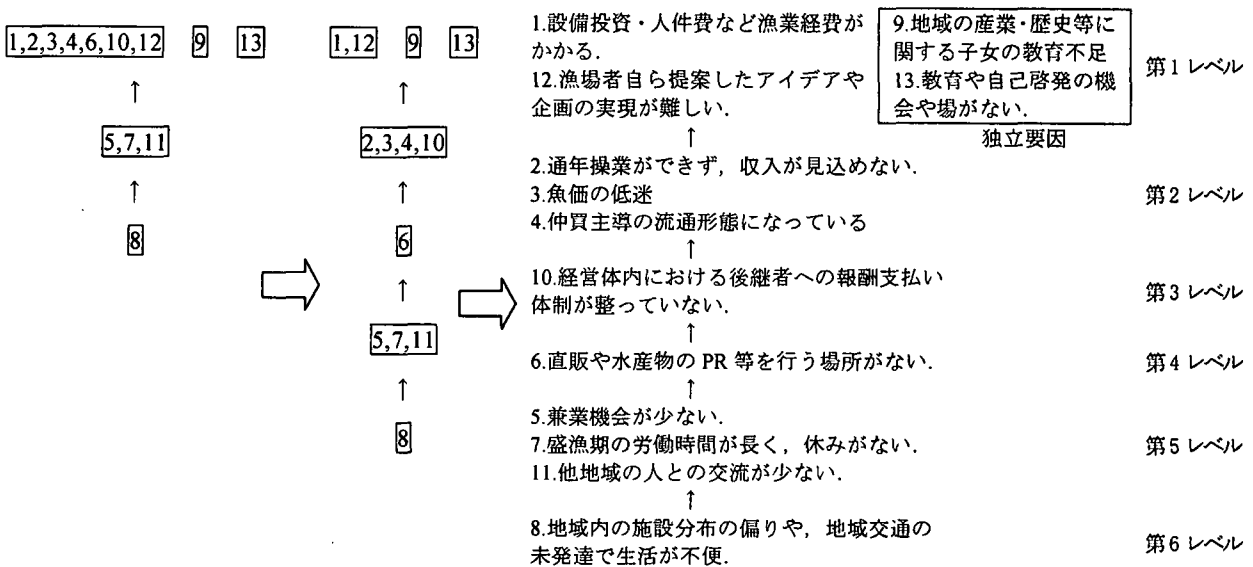 1,2,3,4,6,10,12 9 13
↑
5,7,11
↑
8
1,12 9 13
↑
2,3,4,10
↑
6
↑
5,7,11
↑
8
1.設備投資・人件費など漁業経費が
かかる.
12.漁場者自ら提案したアイデアや
企画の実現が難しい.
9.地域の産業・歴史等に
関する子女の教育不足
13.教育や自己啓発の機
会や場がない.
独立要因
第1レベル
↑
2.通年操業ができず，収入が見込めない.
3.魚価の低迷
4.仲買主導の流通形態になっている
第2レベル
↑
10.経営体内における後継者への報酬支払い
体制が整っていない.
第3レベル
↑
6.直販や水産物の PR 等を行う場所がない.
第4レベル
↑
5.兼業機会が少ない.
7.盛漁期の労働時間が長く，休みがない.
11.他地域の人との交流が少ない.
第5レベル
↑
8.地域内の施設分布の偏りや，地域交通の
未発達で生活が不便.
第6レベル